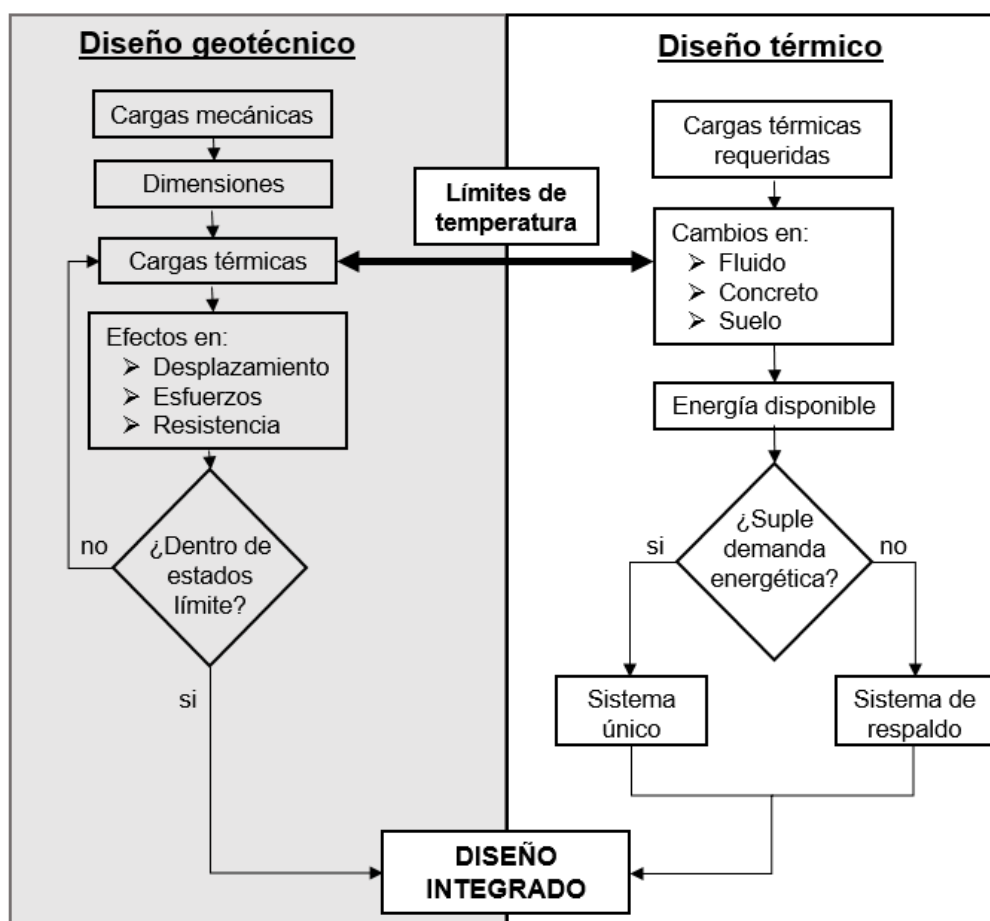 Diseño geotécnico
Cargas mecánicas
Dimensiones
Cargas térmicas
Efectos en:
➢ Desplazamiento
➢ Esfuerzos
➢ Resistencia
¿Dentro de
estados
límite?
no
si
Límites de
temperatura
Diseño térmico
Cargas térmicas
requeridas
Cambios en:
➢ Fluido
➢ Concreto
➢ Suelo
Energía disponible
¿Suple
demanda
energética?
si
no
Sistema
único
Sistema de
respaldo
DISEÑO
INTEGRADO